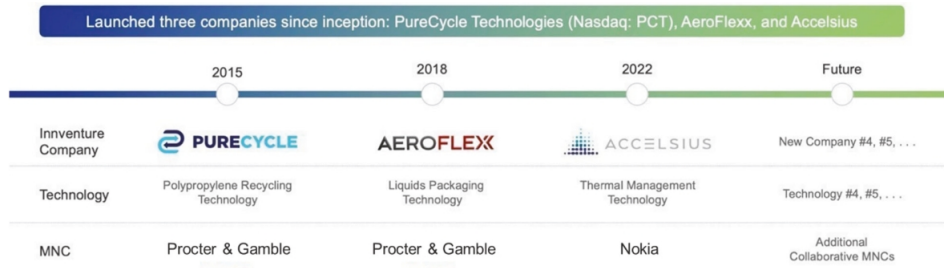 Launched three companies since inception: PureCycle Technologies (Nasdaq: PCT), AeroFlexx, and Accelsius
2015 2018 2022 Future
Innventure
Company
PURECYCLE AEROFLEXX ACCELSIUS New Company #4, #5, . . .
Technology
Polypropylene Recycling
Technology
Liquids Packaging
Technology
Thermal Management
Technology
Technology #4, #5, . . .
MNC Procter & Gamble Procter & Gamble Nokia
Additional
Collaborative MNCs